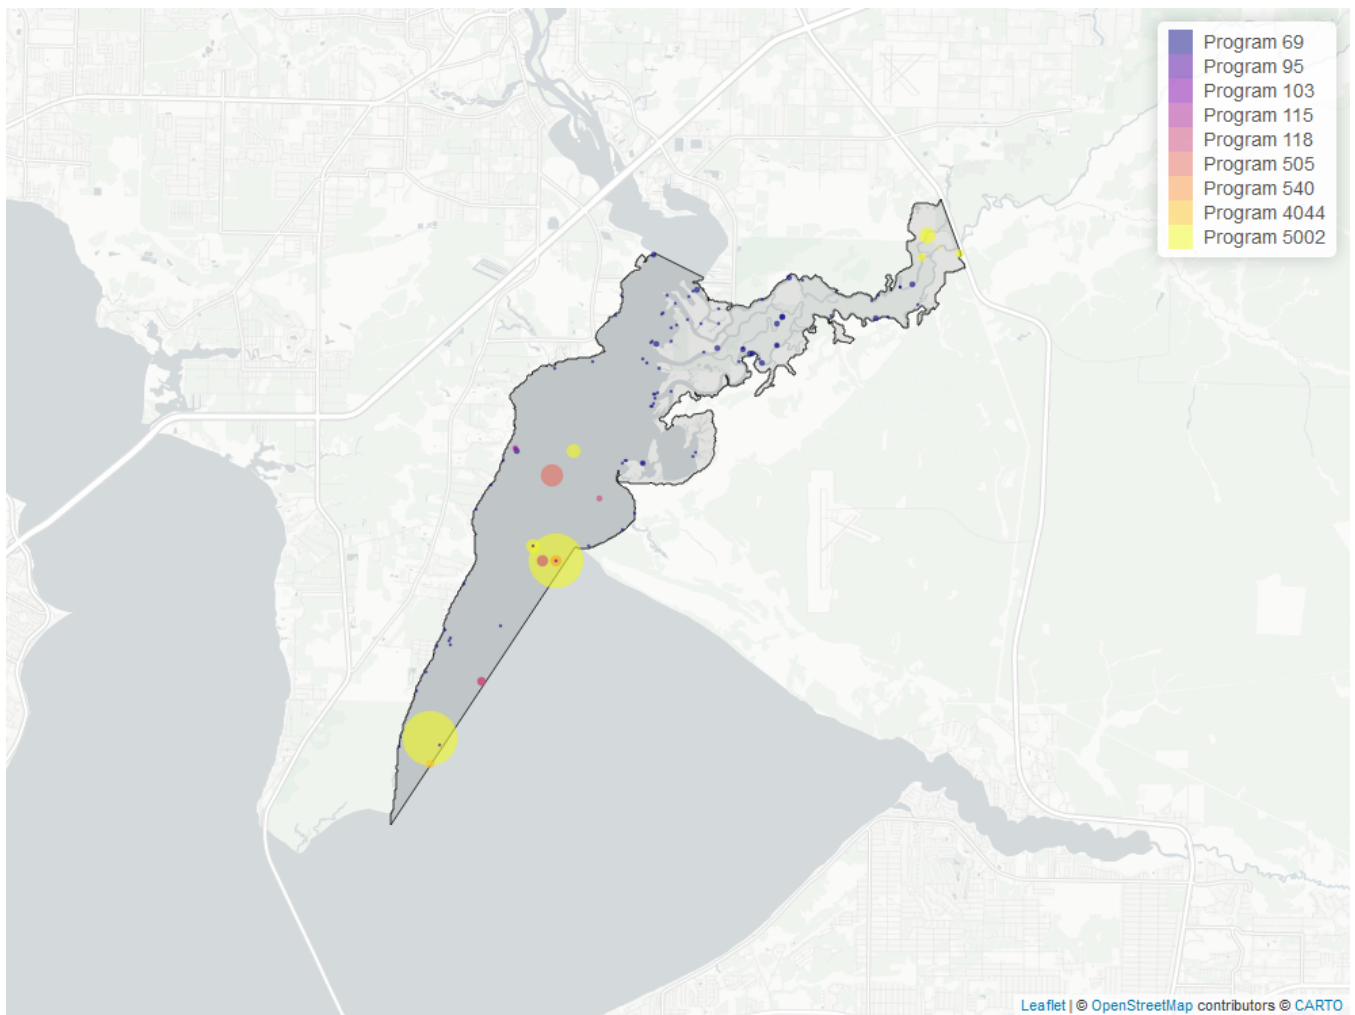 Program 69
Program 95
Program 103
Program 115
Program 118
Program 505
Program 540
Program 4044
Program 5002
Leaflet | © OpenStreetMap contributors © CARTO